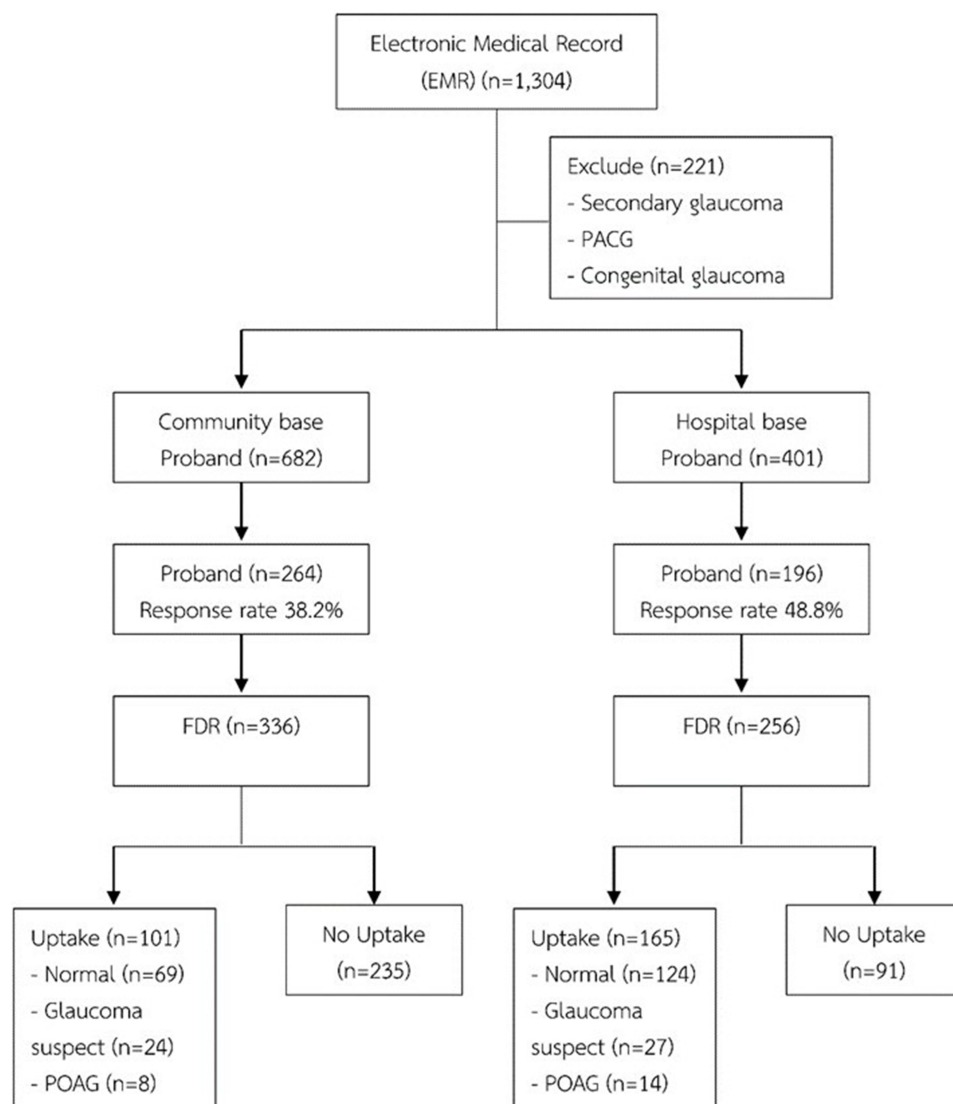 Electronic Medical Record
(EMR) (n=1,304)
Exclude (n=221)
- Secondary glaucoma
- PACG
- Congenital glaucoma
Community base
Proband (n=682)
Hospital base
Proband (n=401)
Proband (n=264)
Response rate 38.2%
Proband (n=196)
Response rate 48.8%
FDR (n=336)
FDR (n=256)
Uptake (n=101)
- Normal (n=69)
- Glaucoma
suspect (n=24)
- POAG (n=8)
No Uptake
(n=235)
Uptake (n=165)
- Normal (n=124)
- Glaucoma
suspect (n=27)
- POAG (n=14)
No Uptake
(n=91)